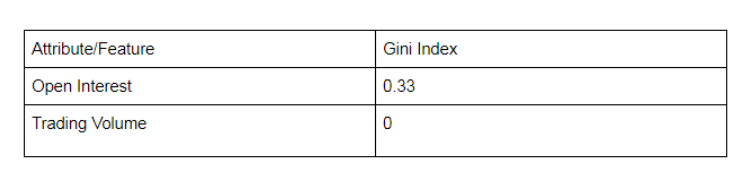 Attribute/Feature Gini Index
Open Interest 0.33
Trading Volume 0